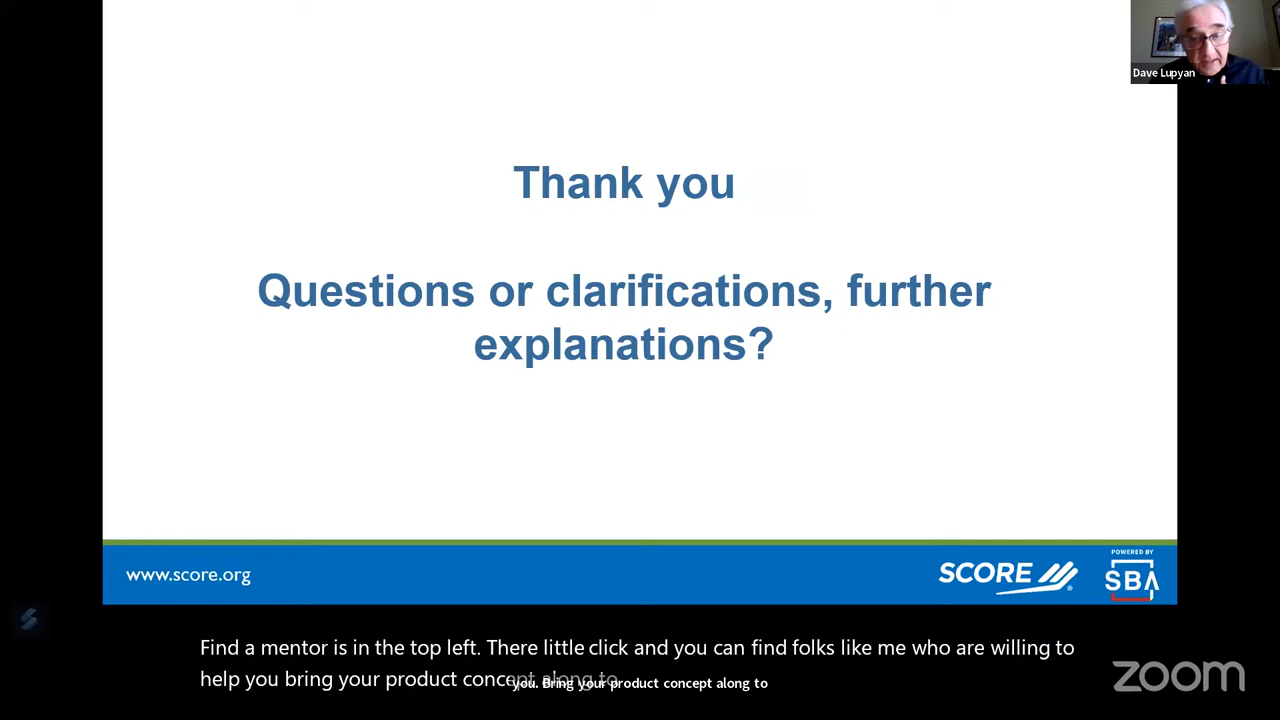 Dave Lupyan
Thank you
Questions or clarifications, further
explanations?
www.score.org
SCORE
POWERED BY
SBA
Find a mentor is in the top left. There little click and you can find folks like me who are willing to
help you bring your product concept along to
you. Bring your product concept along to
zoom